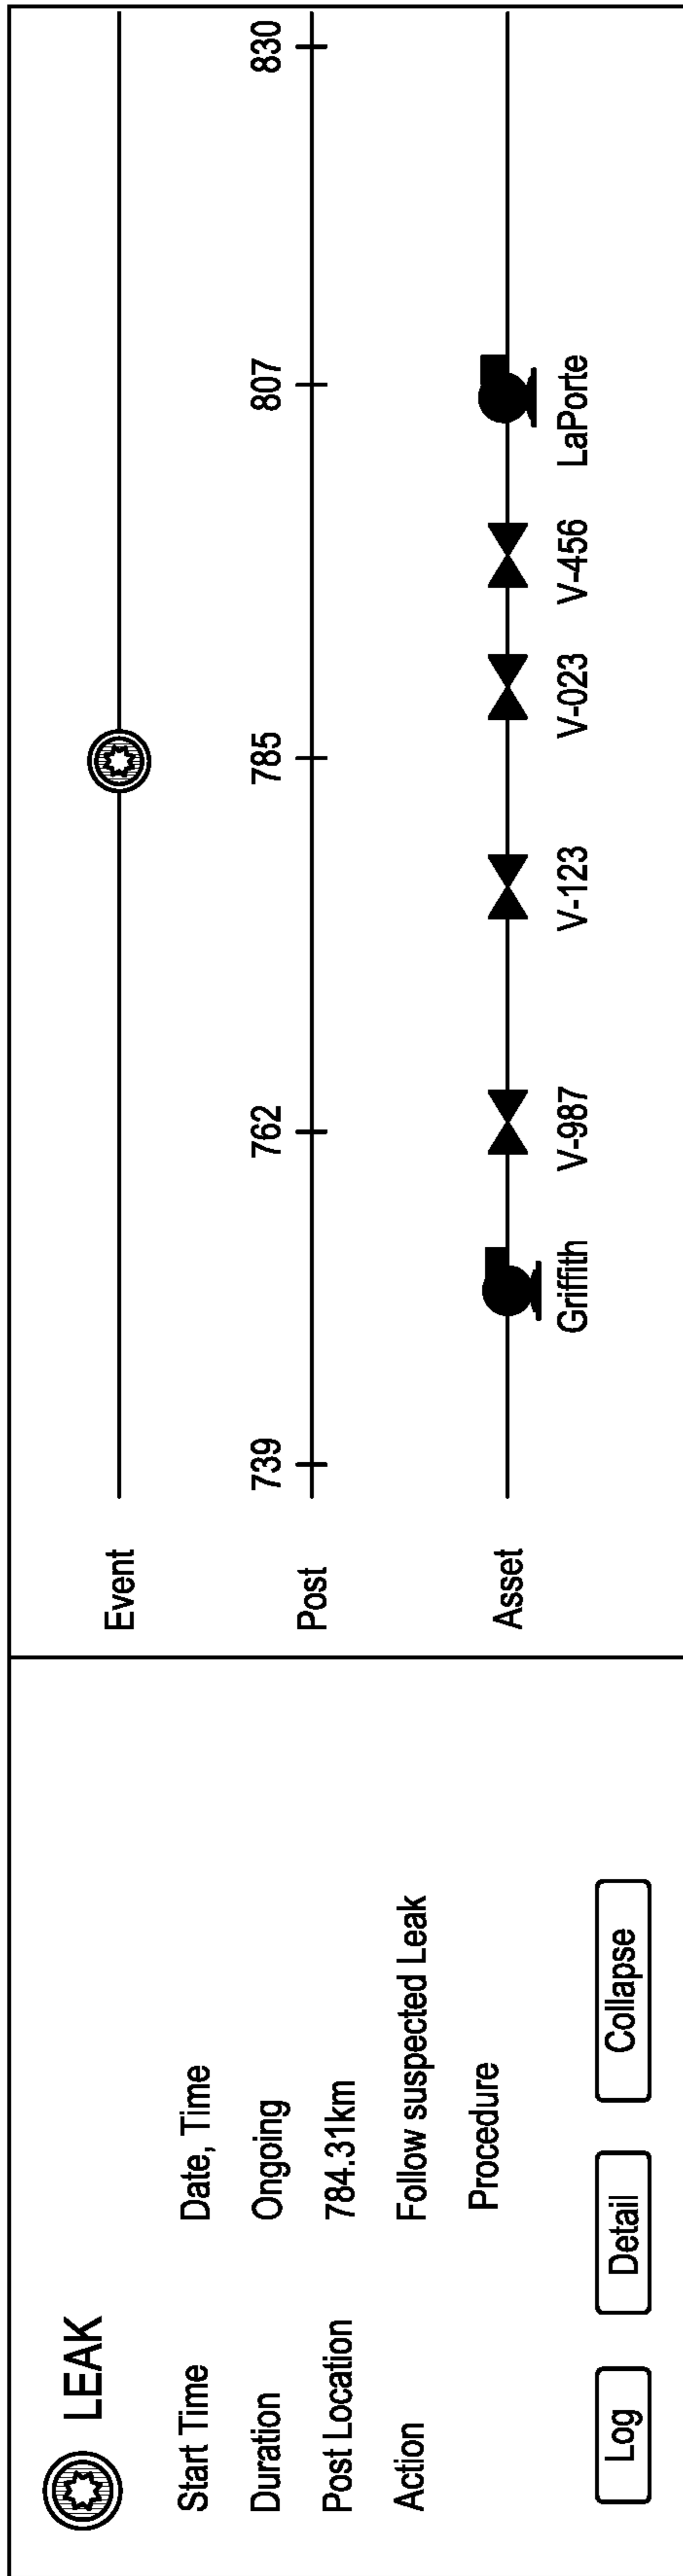 LEAK
Start Time Date, Time
Duration Ongoing
Post Location 784.31km
Action Follow suspected Leak
Procedure
Log Detail Collapse
Event
Post 739 762 785 807 830
Asset
Griffith V-987 V-123 V-023 V-456 LaPorte